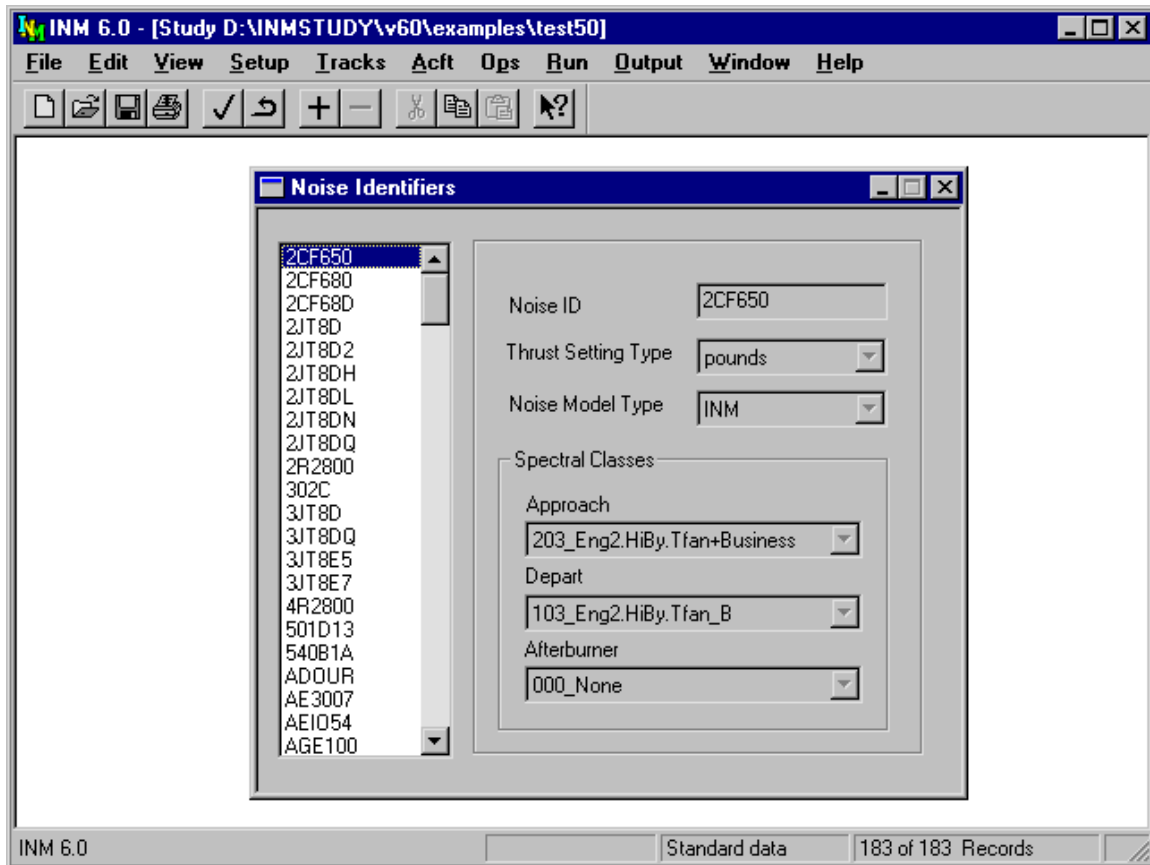 INM 6.0 - [Study D:\INMSTUDY\v60\examples\test50]
File Edit View Setup Tracks Acft Ops Run Output Window Help
Noise Identifiers
2CF650
2CF680
2CF68D
2JT8D
2JT8D2
2JT8DH
2JT8DL
2JT8DN
2JT8DQ
2R2800
302C
3JT8D
3JT8DQ
3JT8E5
3JT8E7
4R2800
501D13
540B1A
ADOUR
AE3007
AEIO54
AGE100
Noise ID 2CF650
Thrust Setting Type pounds
Noise Model Type INM
Spectral Classes
Approach
203_Eng2.HiBy.Tfan+Business
Depart
103_Eng2.HiBy.Tfan_B
Afterburner
000_None
INM 6.0 Standard data 183 of 183 Records